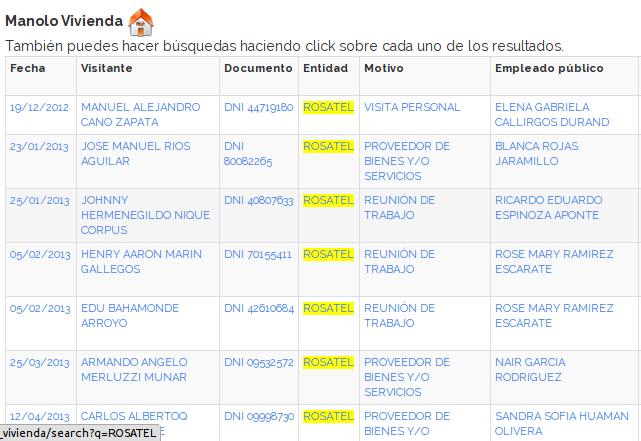 Manolo Vivienda
También puedes hacer búsquedas haciendo click sobre cada uno de los resultados.
Fecha Visitante Documento Entidad Motivo Empleado público
19/12/2012 MANUEL ALEJANDRO DNI 44719180 ROSATEL VISITA PERSONAL ELENA GABRIELA
CANO ZAPATA CALLIRGOS DURAND
23/01/2013 JOSE MANUEL RIOS DNI ROSATEL PROVEEDOR DE BLANCA ROJAS
AGUILAR 80082265 BIENES Y/O JARAMILLO
SERVICIOS
25/01/2013 JOHNNY DNI 40807633 ROSATEL REUNIÓN DE RICARDO EDUARDO
HERMENEGILDO NIQUE TRABAJO ESPINOZA APONTE
CORPUS
05/02/2013 HENRY AARON MARIN DNI 70155411 ROSATEL REUNIÓN DE ROSE MARY RAMIREZ
GALLEGOS TRABAJO ESCARATE
05/02/2013 EDU BAHAMONDE DNI 42610684 ROSATEL REUNIÓN DE ROSE MARY RAMIREZ
ARROYO TRABAJO ESCARATE
25/03/2013 ARMANDO ANGELO DNI 09532572 ROSATEL PROVEEDOR DE NAIR GARCIA
MERLUZZI MUNAR BIENES Y/O RODRIGUEZ
SERVICIOS
12/04/2013 CARLOS ALBERTOQ DNI 09998730 ROSATEL PROVEEDOR DE SANDRA SOFIA HUAMAN
_vivienda/search?q=ROSATEL BIENES Y/O OLIVERA